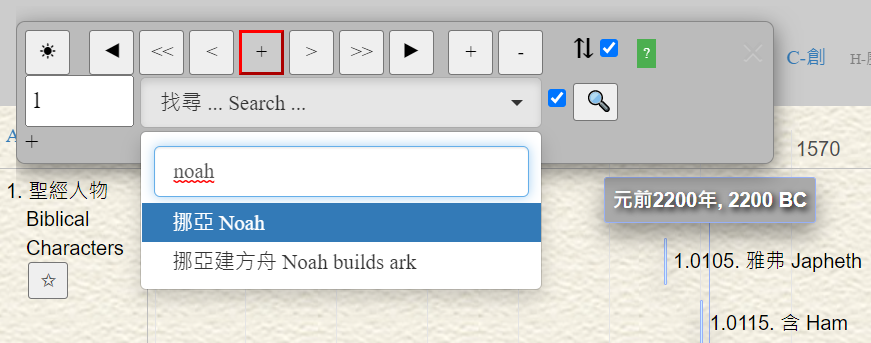 ☀ ◀ << < + > >> ▶ + - ⇅ ? ×
C-創
H-
1
找尋 ... Search ...
A
+
1570
noah
挪亞 Noah
挪亞建方舟 Noah builds ark
1. 聖經人物
Biblical
Characters
☆
元前2200年, 2200 BC
1.0105. 雅弗 Japheth
1.0115. 含 Ham